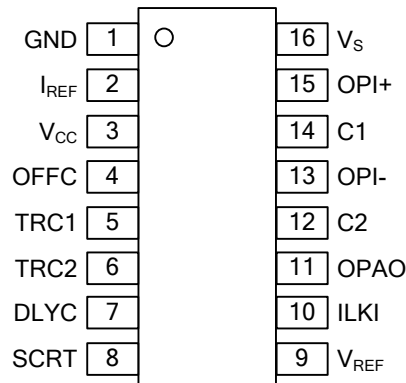 GND 1 16 VS
IREF 2 15 OPI+
VCC 3 14 C1
OFFC 4 13 OPI-
TRC1 5 12 C2
TRC2 6 11 OPAO
DLYC 7 10 ILKI
SCRT 8 9 VREF